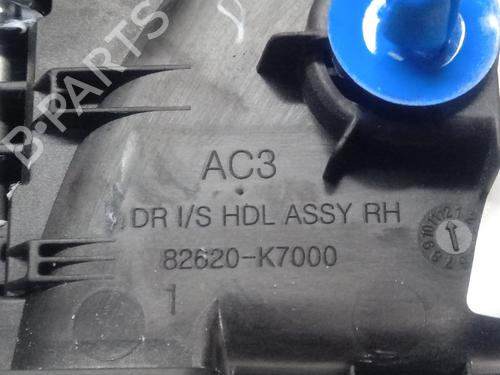 B-PARTS
AC3
DR I/S HDL ASSY RH
82620-K7000
1